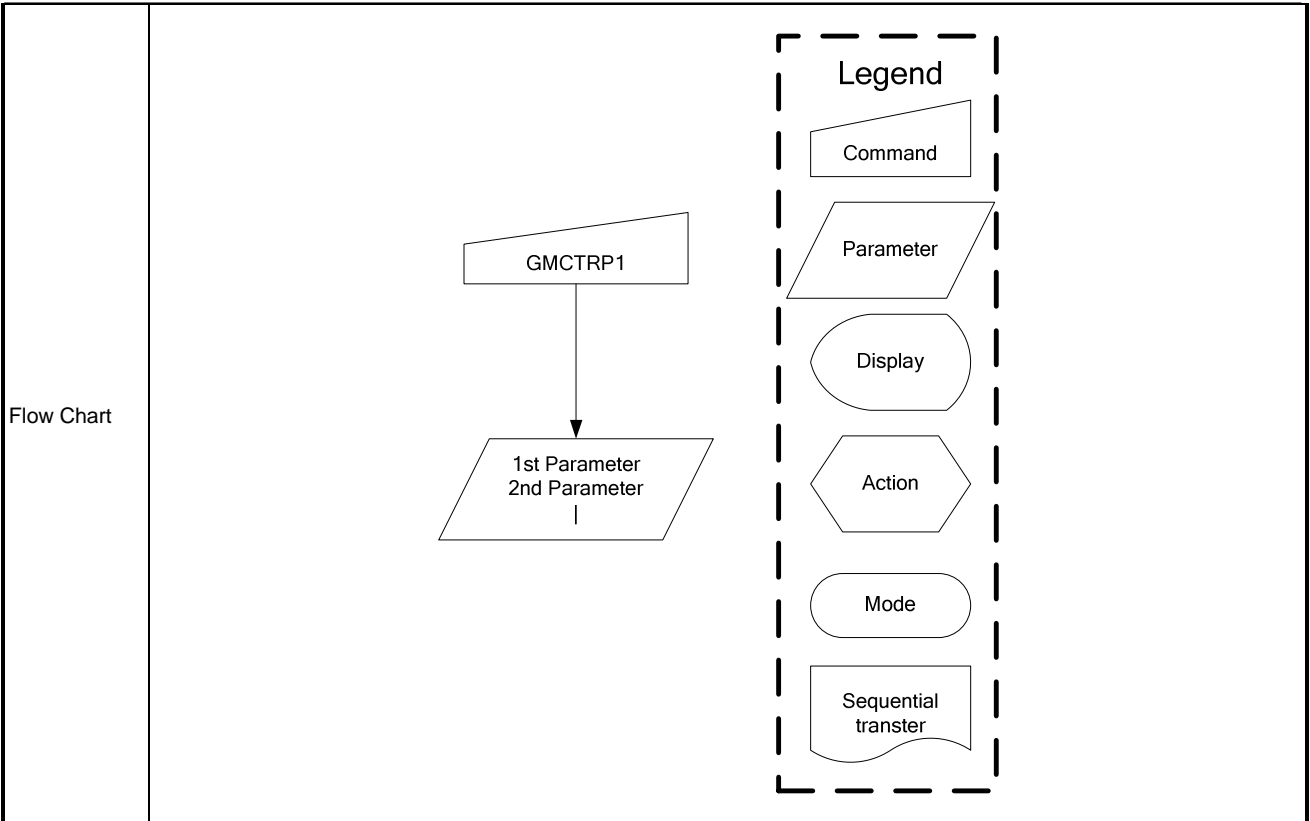 Flow Chart
GMCTRP1
1st Parameter
2nd Parameter
|
Legend
Command
Parameter
Display
Action
Mode
Sequential
transter